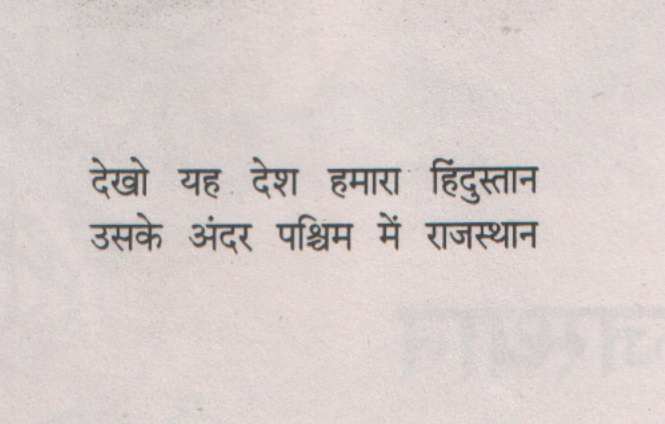 देखो यह देश हमारा हिंदुस्तान
उसके अंदर पश्चिम में राजस्थान